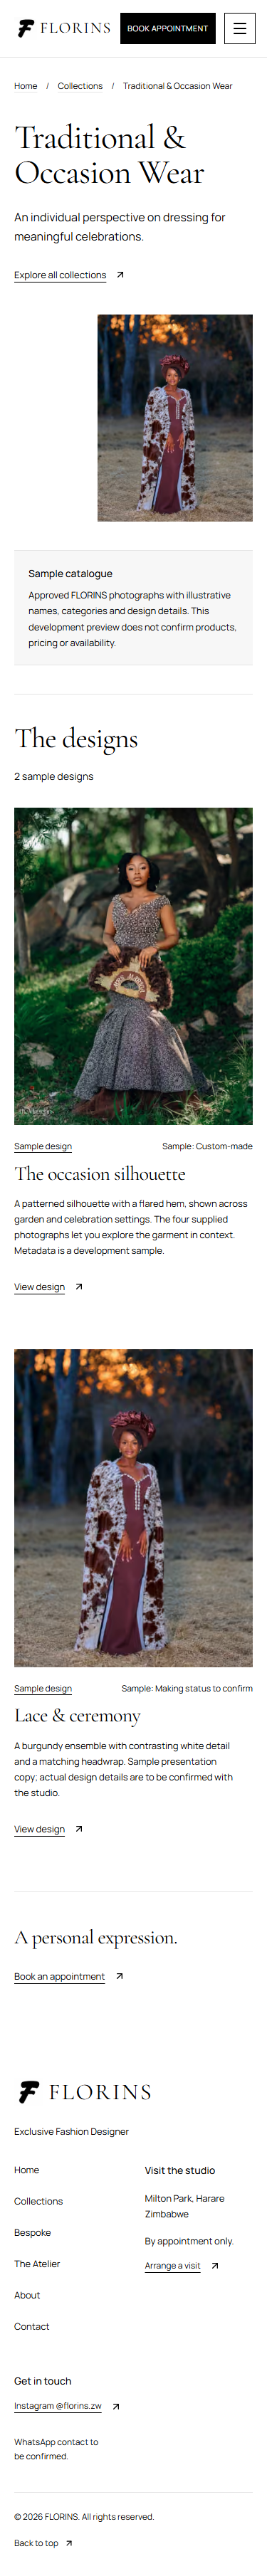 FLORINS
BOOK APPOINTMENT
Home / Collections / Traditional & Occasion Wear
Traditional &
Occasion Wear
An individual perspective on dressing for
meaningful celebrations.
Explore all collections
Sample catalogue
Approved FLORINS photographs with illustrative
names, categories and design details. This
development preview does not confirm products,
pricing or availability.
The designs
2 sample designs
Sample design
Sample: Custom-made
The occasion silhouette
A patterned silhouette with a flared hem, shown across
garden and celebration settings. The four supplied
photographs let you explore the garment in context.
Metadata is a development sample.
View design
Sample design
Sample: Making status to confirm
Lace & ceremony
A burgundy ensemble with contrasting white detail
and a matching headwrap. Sample presentation
copy; actual design details are to be confirmed with
the studio.
View design
A personal expression.
Book an appointment
FLORINS
Exclusive Fashion Designer
Home
Collections
Bespoke
The Atelier
About
Contact
Visit the studio
Milton Park, Harare
Zimbabwe
By appointment only.
Arrange a visit
Get in touch
Instagram @florins.zw
WhatsApp contact to
be confirmed.
© 2026 FLORINS. All rights reserved.
Back to top